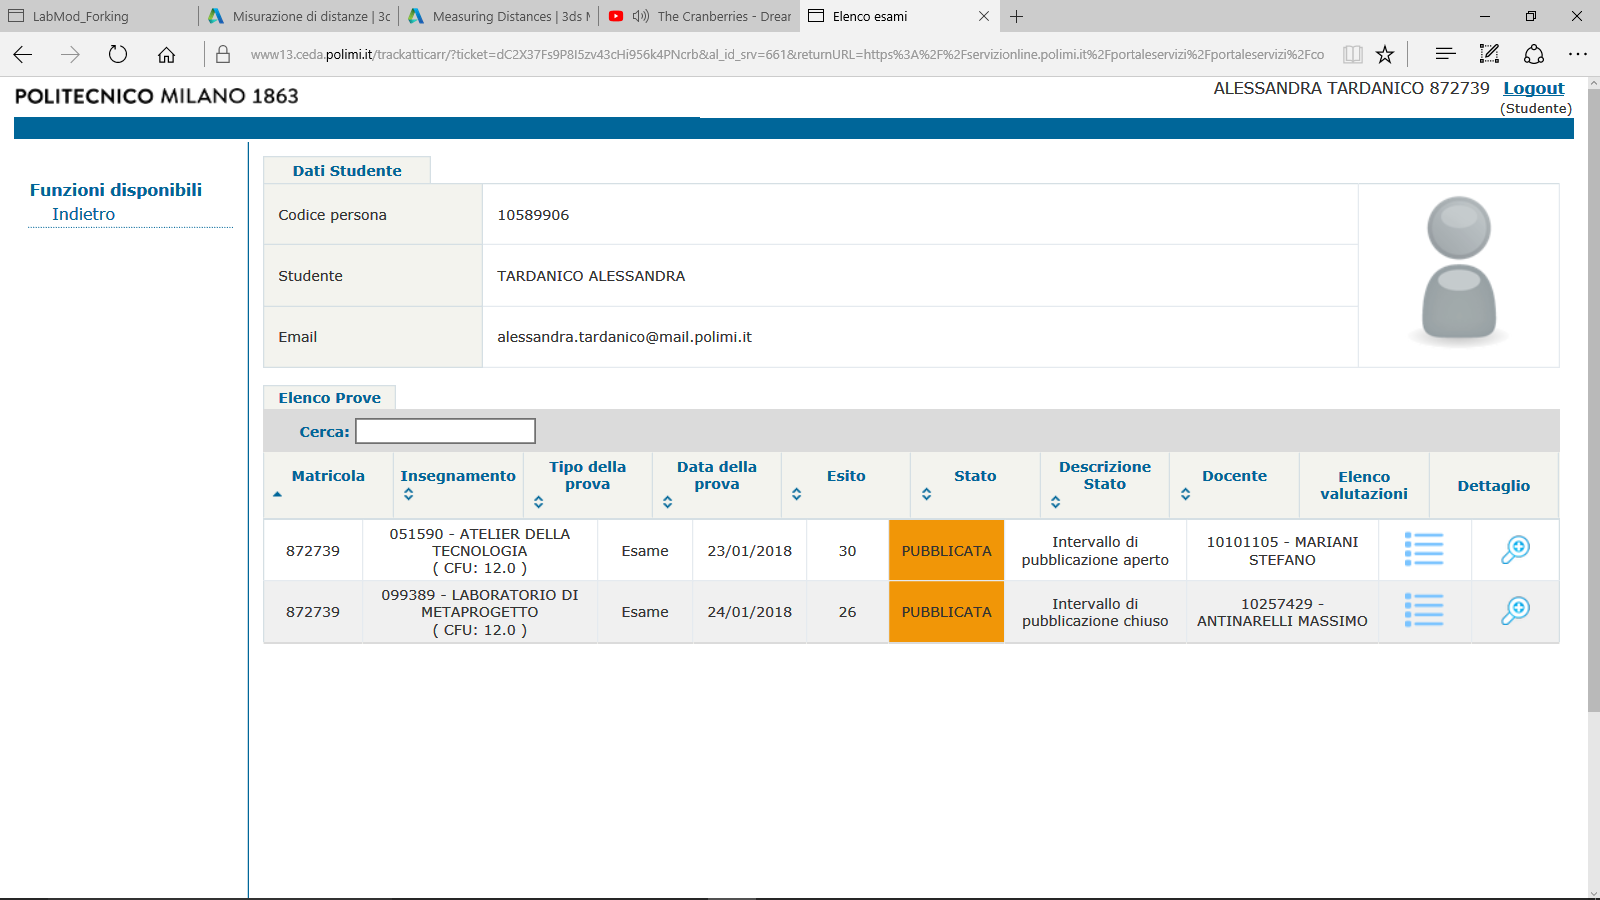 LabMod_Forking
Misurazione di distanze | 3c
Measuring Distances | 3ds M
The Cranberries - Drear
Elenco esami
www13.ceda.polimi.it/trackatticarr/?ticket=dC2X37Fs9P8I5zv43cHi956k4PNcrb&al_id_srv=661&returnURL=https%3A%2F%2Fservizionline.polimi.it%2Fportaleservizi%2Fportaleservizi%2Fco
POLITECNICO MILANO 1863
ALESSANDRA TARDANICO 872739 Logout
(Studente)
Funzioni disponibili
Indietro
Dati Studente
Codice persona 10589906
Studente TARDANICO ALESSANDRA
Email alessandra.tardanico@mail.polimi.it
Elenco Prove
Cerca:
Matricola
Insegnamento
Tipo della
prova
Data della
prova
Esito
Stato
Descrizione
Stato
Docente
Elenco
valutazioni
Dettaglio
872739
051590 - ATELIER DELLA
TECNOLOGIA
( CFU: 12.0 )
Esame
23/01/2018
30
PUBBLICATA
Intervallo di
pubblicazione aperto
10101105 - MARIANI
STEFANO
872739
099389 - LABORATORIO DI
METAPROGETTO
( CFU: 12.0 )
Esame
24/01/2018
26
PUBBLICATA
Intervallo di
pubblicazione chiuso
10257429 -
ANTINARELLI MASSIMO